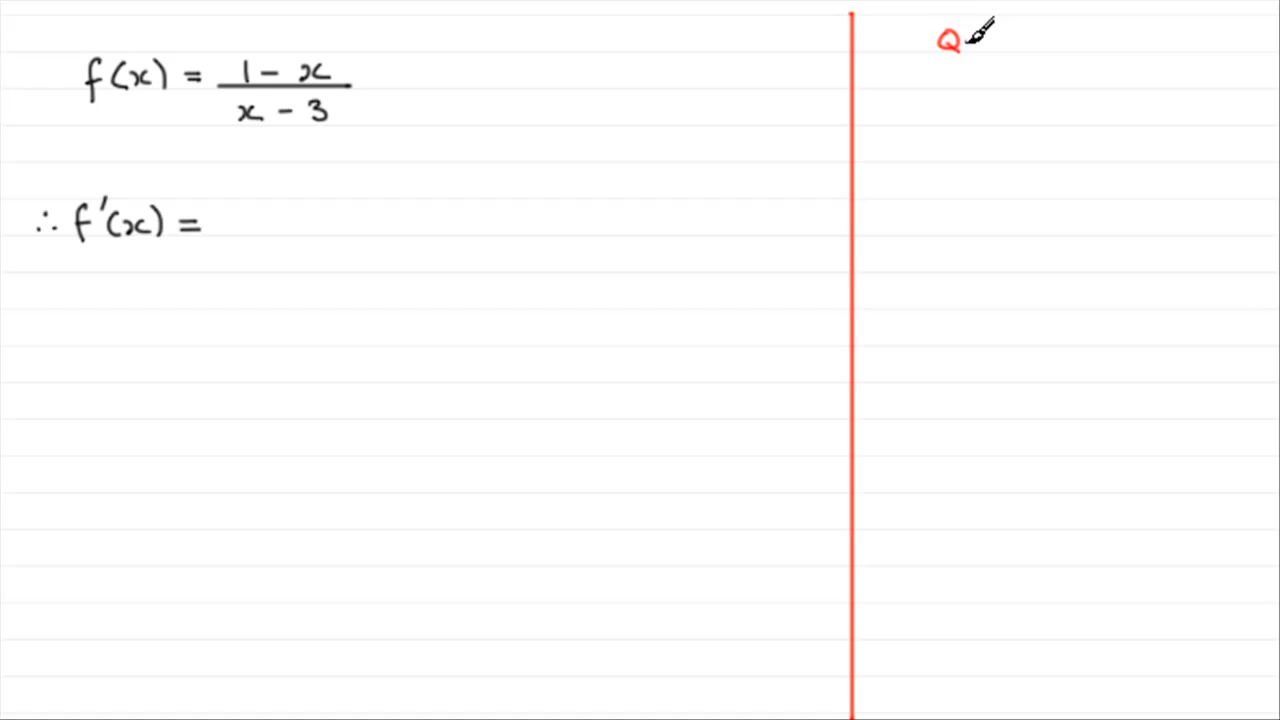 f(x) = 1 - x / x - 3
Q
∴ f'(x) =